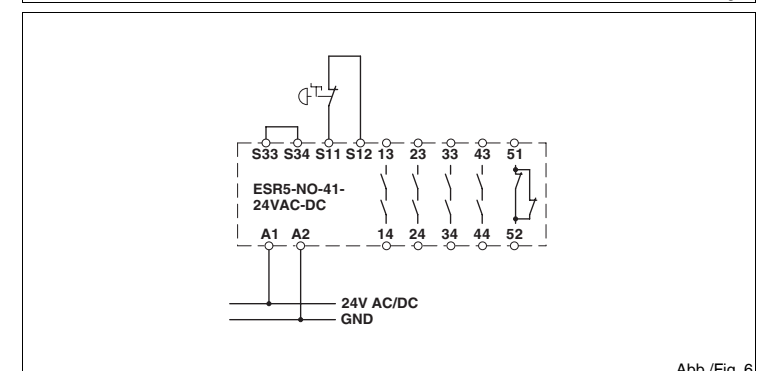 S33 S34 S11 S12 13 23 33 43 51
ESR5-NO-41-
24VAC-DC
A1 A2 14 24 34 44 52
24V AC/DC
GND
Abb./Fig. 6